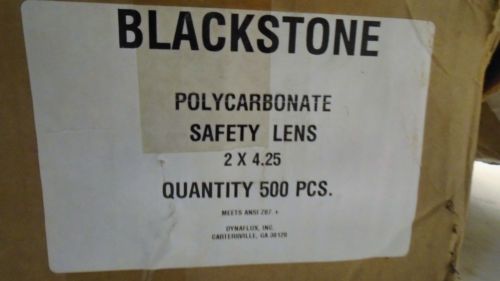 BLACKSTONE
POLYCARBONATE
SAFETY LENS
2 X 4.25
QUANTITY 500 PCS.
MEETS ANSI Z87 +
DYNAFLUX, INC.
CARTERSVILLE, GA 30120